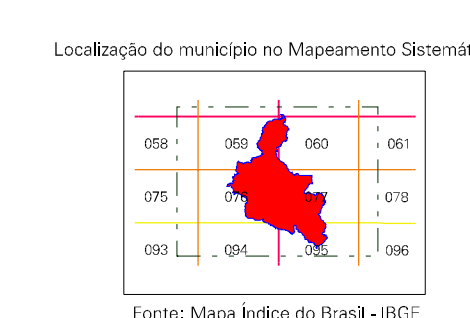 Localização do município no Mapeamento Sistemát
058 059 060 061
075 076 077 078
093 094 095 096
Fonte: Mapa Índice do Brasil - IBGE